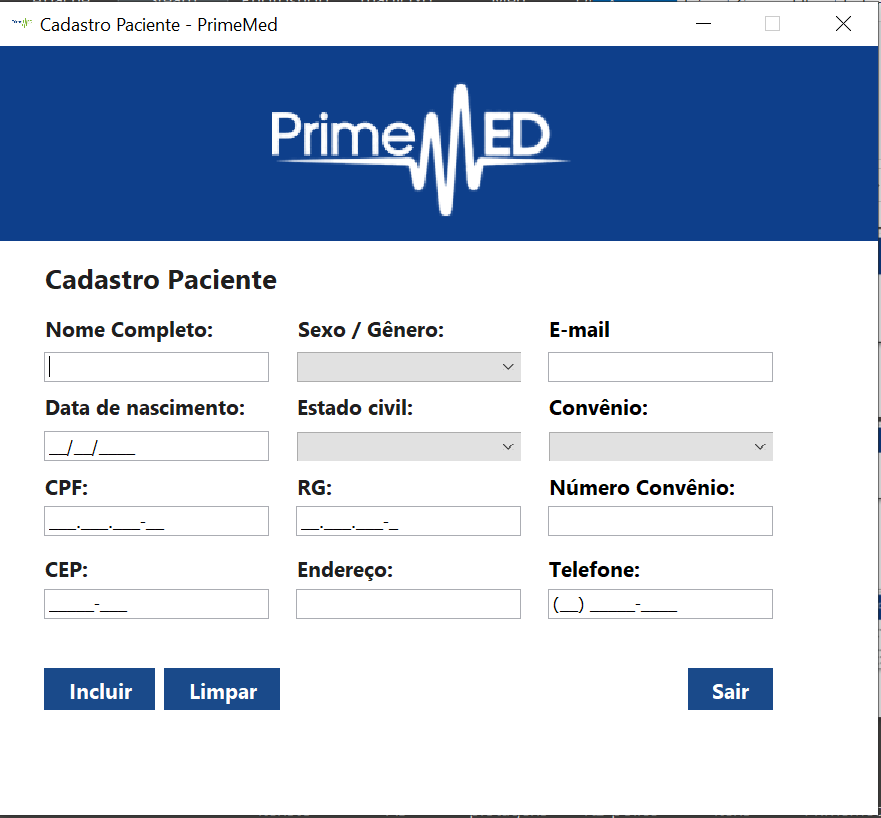 Cadastro Paciente - PrimeMed
PrimeMED
Cadastro Paciente
Nome Completo: Sexo / Gênero: E-mail
Data de nascimento: Estado civil: Convênio:
__/__/____
CPF: RG: Número Convênio:
___.___.___-__ __.___.___-_
CEP: Endereço: Telefone:
_____-___ (__) _____-____
Incluir Limpar Sair